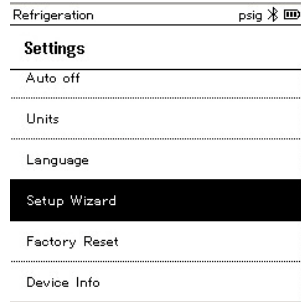 Refrigeration psig
Settings
Auto off
Units
Language
Setup Wizard
Factory Reset
Device Info